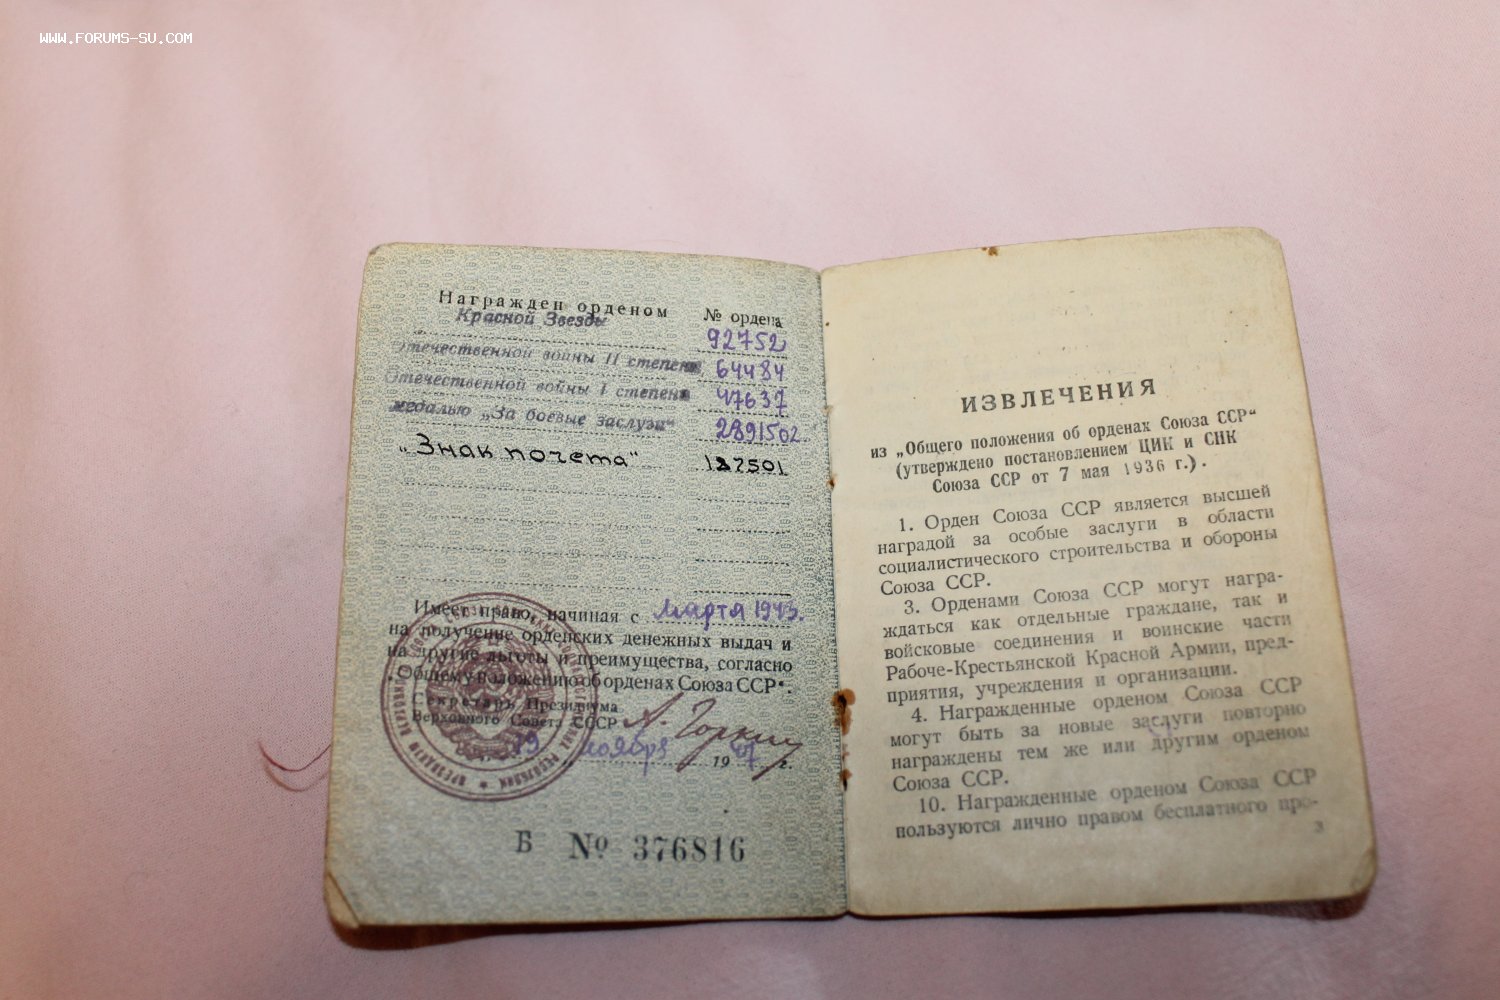 WWW.FORUMS-SU.COM
Награжден орденом № ордена
Красной Звезды 92752
Отечественной войны II степени 64484
Отечественной войны I степени 47637
медалью „За боевые заслуги" 2891502.
„Знак почета" 187501
Имеет право, начиная с марта 1943.
на получение орденских денежных выдач и
на другие льготы и преимущества, согласно
„Общему положению об орденах Союза ССР".
Секретарь Президиума
Верховного Совета СССР А. Горкин
19 ноября 1947 г.
Б № 376816
ИЗВЛЕЧЕНИЯ
из „Общего положения об орденах Союза ССР"
(утверждено постановлением ЦИК и СНК
Союза ССР от 7 мая 1936 г.).
1. Орден Союза ССР является высшей
наградой за особые заслуги в области
социалистического строительства и обороны
Союза ССР.
3. Орденами Союза ССР могут награ-
ждаться как отдельные граждане, так и
войсковые соединения и воинские части
Рабоче-Крестьянской Красной Армии, пред-
приятия, учреждения и организации.
4. Награжденные орденом Союза ССР
могут быть за новые заслуги повторно
награждены тем же или другим орденом
Союза ССР.
10. Награжденные орденом Союза ССР
пользуются лично правом бесплатного про-
3